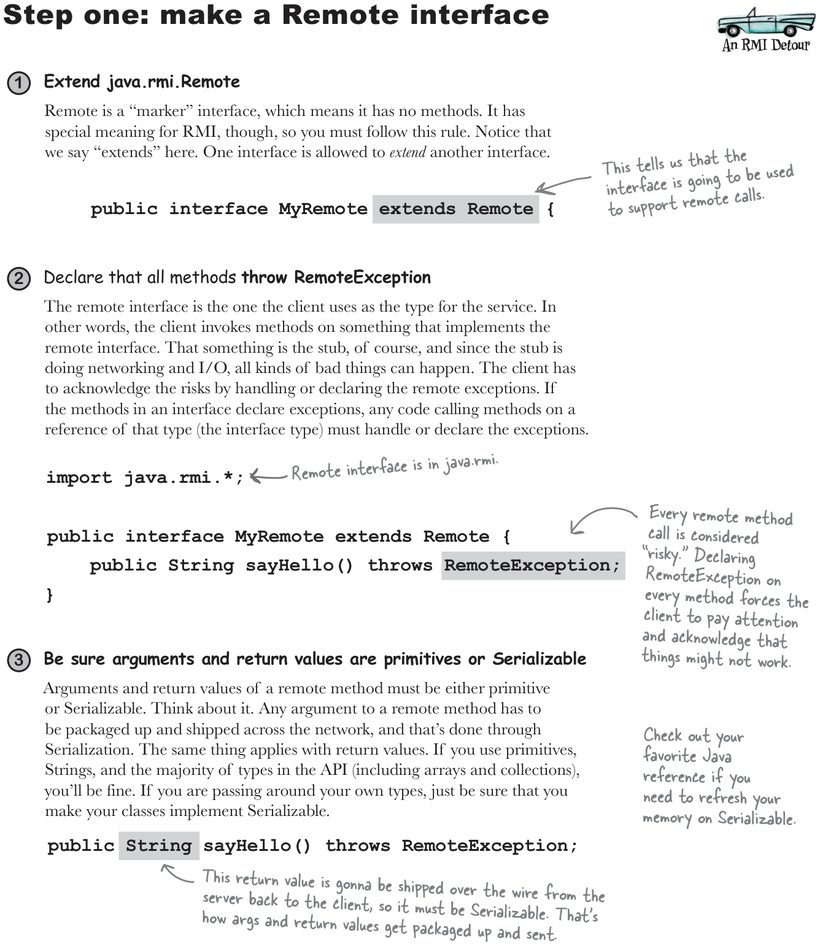 Step one: make a Remote interface
An RMI Detour
1 Extend java.rmi.Remote
Remote is a “marker” interface, which means it has no methods. It has
special meaning for RMI, though, so you must follow this rule. Notice that
we say “extends” here. One interface is allowed to extend another interface.
This tells us that the
interface is going to be used
to support remote calls.
public interface MyRemote extends Remote {
2 Declare that all methods throw RemoteException
The remote interface is the one the client uses as the type for the service. In
other words, the client invokes methods on something that implements the
remote interface. That something is the stub, of course, and since the stub is
doing networking and I/O, all kinds of bad things can happen. The client has
to acknowledge the risks by handling or declaring the remote exceptions. If
the methods in an interface declare exceptions, any code calling methods on a
reference of that type (the interface type) must handle or declare the exceptions.
import java.rmi.*;
Remote interface is in java.rmi.
public interface MyRemote extends Remote {
public String sayHello() throws RemoteException;
}
Every remote method
call is considered
“risky.” Declaring
RemoteException on
every method forces the
client to pay attention
and acknowledge that
things might not work.
3 Be sure arguments and return values are primitives or Serializable
Arguments and return values of a remote method must be either primitive
or Serializable. Think about it. Any argument to a remote method has to
be packaged up and shipped across the network, and that’s done through
Serialization. The same thing applies with return values. If you use primitives,
Strings, and the majority of types in the API (including arrays and collections),
you’ll be fine. If you are passing around your own types, just be sure that you
make your classes implement Serializable.
Check out your
favorite Java
reference if you
need to refresh your
memory on Serializable.
public String sayHello() throws RemoteException;
This return value is gonna be shipped over the wire from the
server back to the client, so it must be Serializable. That’s
how args and return values get packaged up and sent.